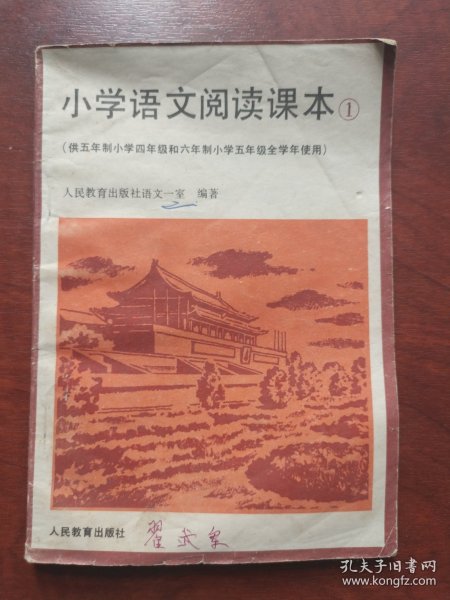 小学语文阅读课本①
(供五年制小学四年级和六年制小学五年级全学年使用)
人民教育出版社语文一室 编著
人民教育出版社
孔夫子旧书网
www.kongfz.com